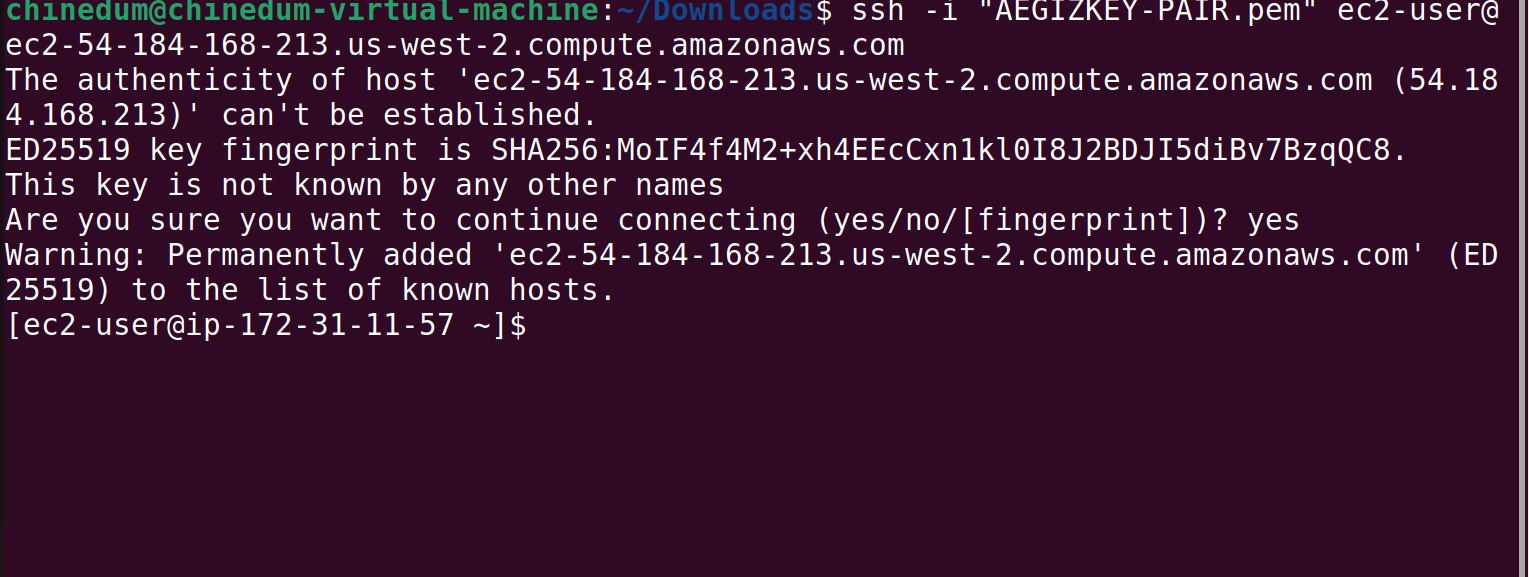 chinedum@chinedum-virtual-machine:~/Downloads$ ssh -i "AEGIZKEY-PAIR.pem" ec2-user@
ec2-54-184-168-213.us-west-2.compute.amazonaws.com
The authenticity of host 'ec2-54-184-168-213.us-west-2.compute.amazonaws.com (54.18
4.168.213)' can't be established.
ED25519 key fingerprint is SHA256:MoIF4f4M2+xh4EEcCxn1kl0I8J2BDJI5diBv7BzqQC8.
This key is not known by any other names
Are you sure you want to continue connecting (yes/no/[fingerprint])? yes
Warning: Permanently added 'ec2-54-184-168-213.us-west-2.compute.amazonaws.com' (ED
25519) to the list of known hosts.
[ec2-user@ip-172-31-11-57 ~]$